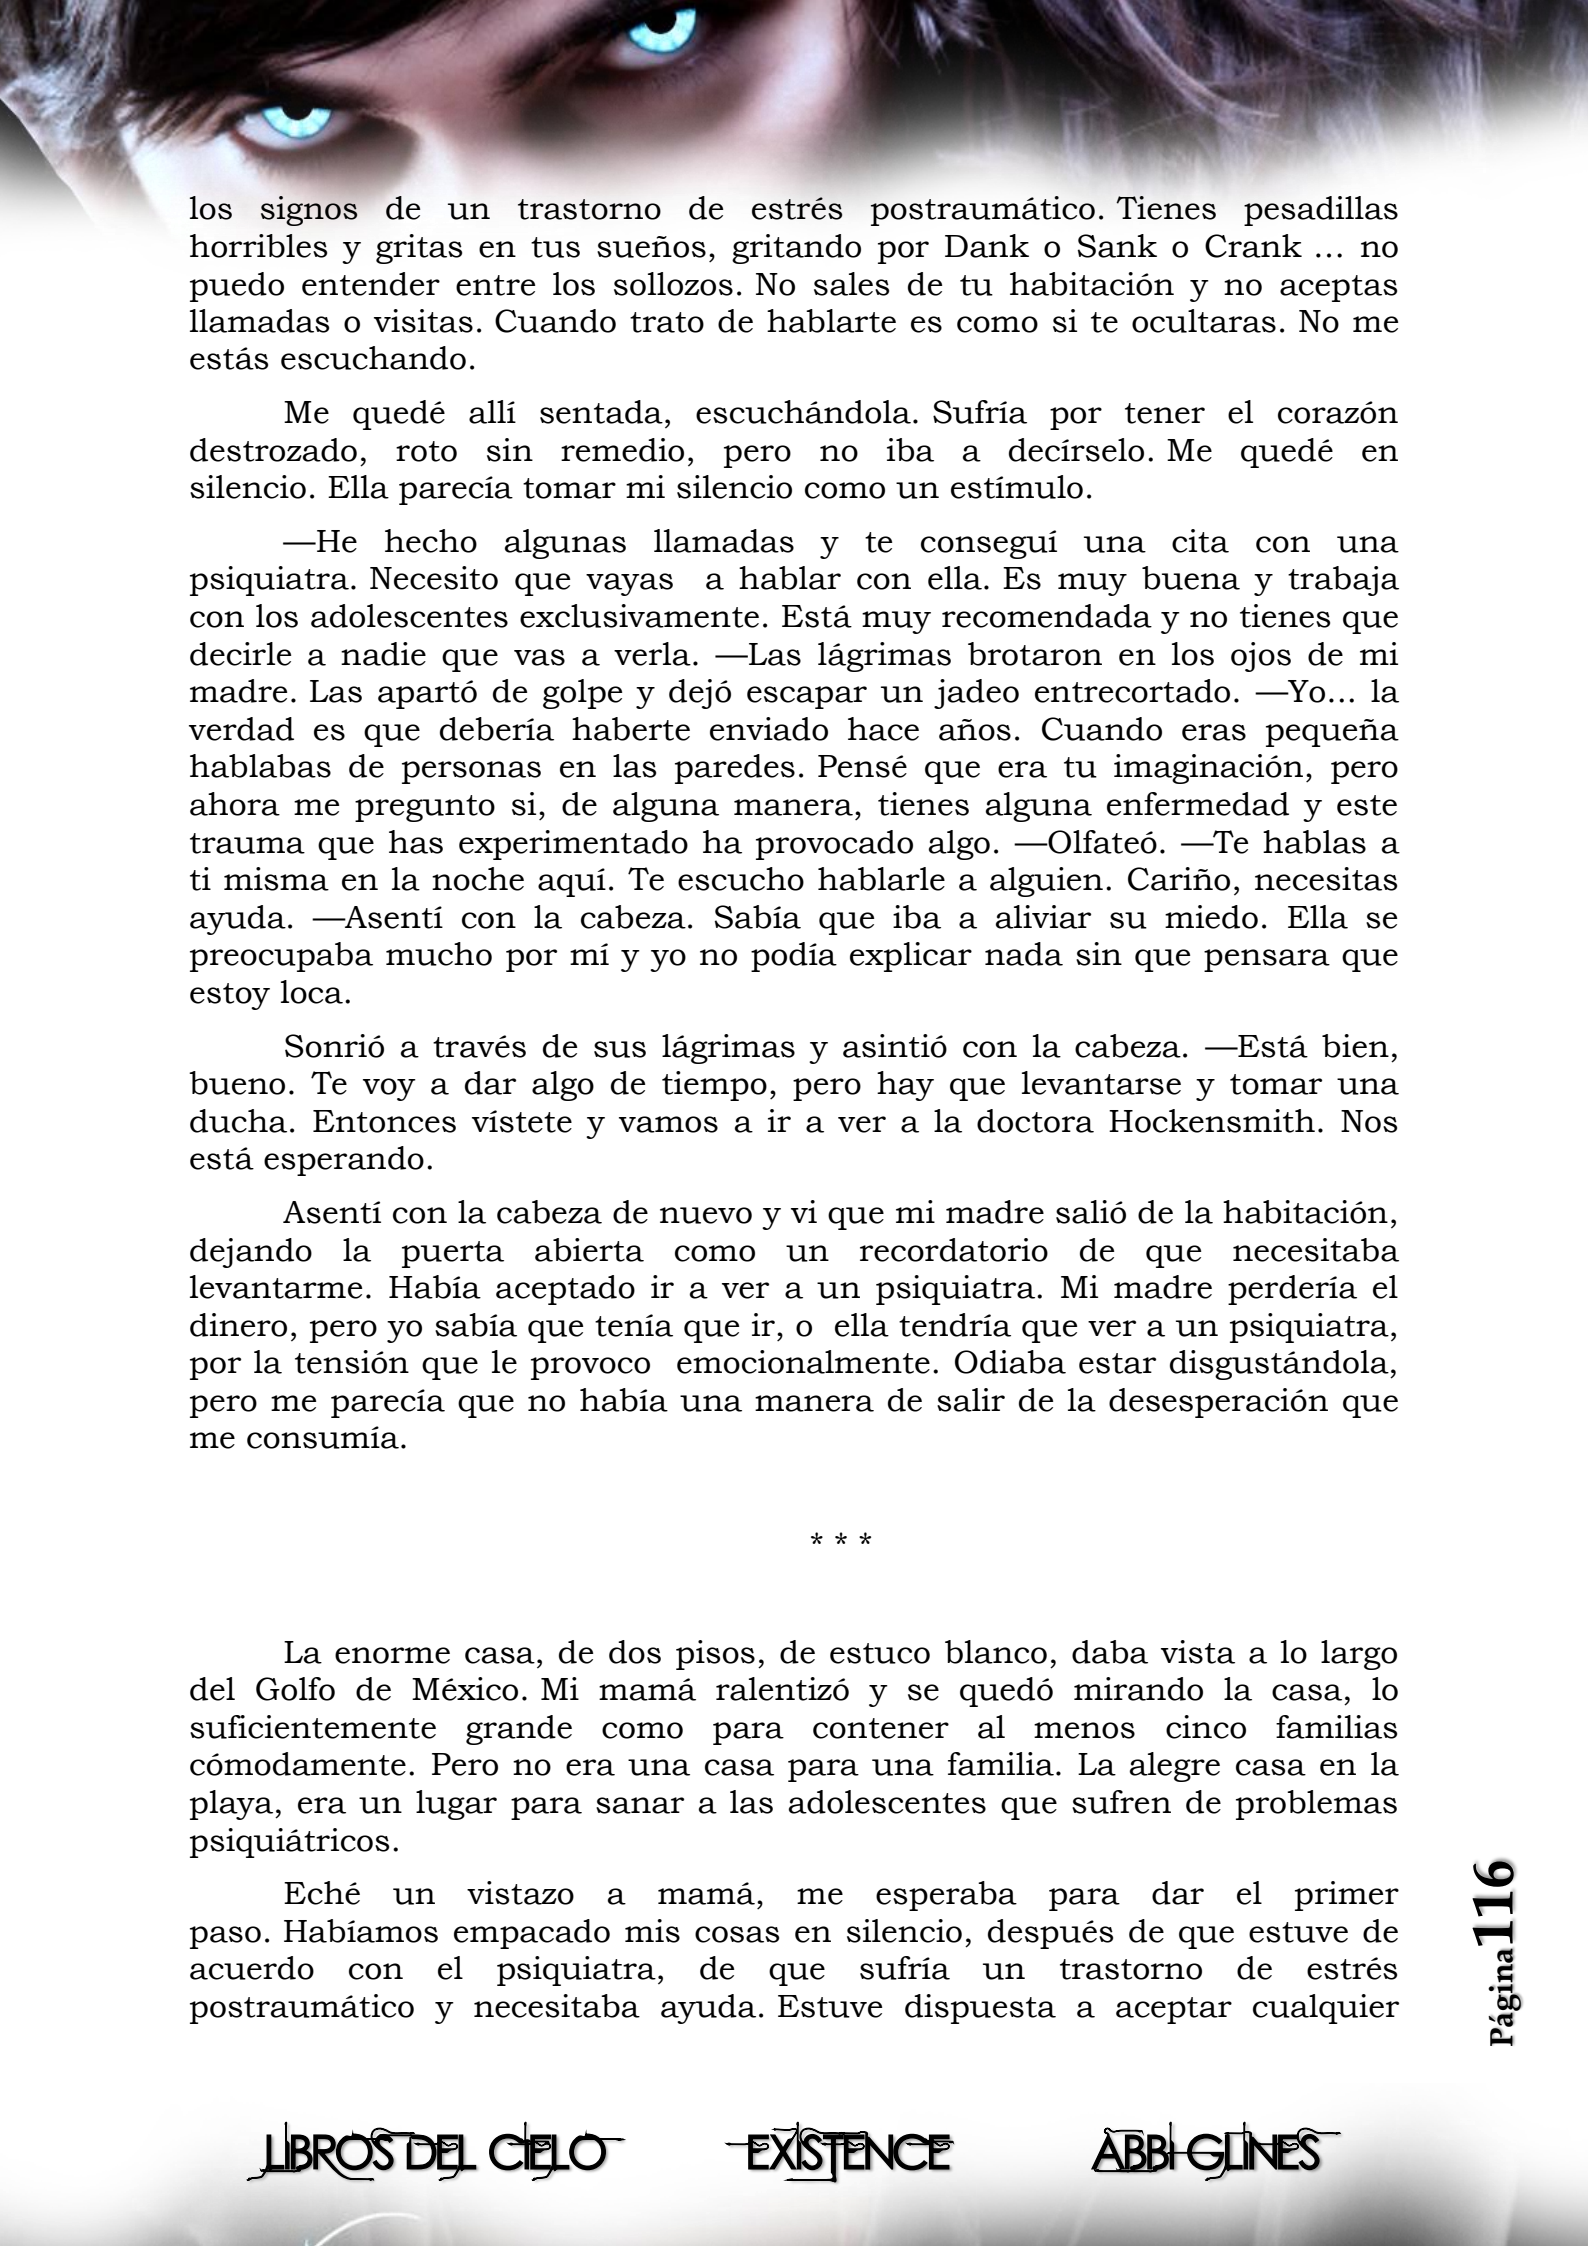 los signos de un trastorno de estrés postraumático. Tienes pesadillas
horribles y gritas en tus sueños, gritando por Dank o Sank o Crank … no
puedo entender entre los sollozos. No sales de tu habitación y no aceptas
llamadas o visitas. Cuando trato de hablarte es como si te ocultaras. No me
estás escuchando.
Me quedé allí sentada, escuchándola. Sufría por tener el corazón
destrozado, roto sin remedio, pero no iba a decírselo. Me quedé en
silencio. Ella parecía tomar mi silencio como un estímulo.
—He hecho algunas llamadas y te conseguí una cita con una
psiquiatra. Necesito que vayas a hablar con ella. Es muy buena y trabaja
con los adolescentes exclusivamente. Está muy recomendada y no tienes que
decirle a nadie que vas a verla. —Las lágrimas brotaron en los ojos de mi
madre. Las apartó de golpe y dejó escapar un jadeo entrecortado. —Yo... la
verdad es que debería haberte enviado hace años. Cuando eras pequeña
hablabas de personas en las paredes. Pensé que era tu imaginación, pero
ahora me pregunto si, de alguna manera, tienes alguna enfermedad y este
trauma que has experimentado ha provocado algo. —Olfateó. —Te hablas a
ti misma en la noche aquí. Te escucho hablarle a alguien. Cariño, necesitas
ayuda. —Asentí con la cabeza. Sabía que iba a aliviar su miedo. Ella se
preocupaba mucho por mí y yo no podía explicar nada sin que pensara que
estoy loca.
Sonrió a través de sus lágrimas y asintió con la cabeza. —Está bien,
bueno. Te voy a dar algo de tiempo, pero hay que levantarse y tomar una
ducha. Entonces vístete y vamos a ir a ver a la doctora Hockensmith. Nos
está esperando.
Asentí con la cabeza de nuevo y vi que mi madre salió de la habitación,
dejando la puerta abierta como un recordatorio de que necesitaba
levantarme. Había aceptado ir a ver a un psiquiatra. Mi madre perdería el
dinero, pero yo sabía que tenía que ir, o ella tendría que ver a un psiquiatra,
por la tensión que le provoco emocionalmente. Odiaba estar disgustándola,
pero me parecía que no había una manera de salir de la desesperación que
me consumía.
* * *
La enorme casa, de dos pisos, de estuco blanco, daba vista a lo largo
del Golfo de México. Mi mamá ralentizó y se quedó mirando la casa, lo
suficientemente grande como para contener al menos cinco familias
cómodamente. Pero no era una casa para una familia. La alegre casa en la
playa, era un lugar para sanar a las adolescentes que sufren de problemas
psiquiátricos.
Eché un vistazo a mamá, me esperaba para dar el primer
paso. Habíamos empacado mis cosas en silencio, después de que estuve de
acuerdo con el psiquiatra, de que sufría un trastorno de estrés
postraumático y necesitaba ayuda. Estuve dispuesta a aceptar cualquier
Página116
LIBROS DEL CIELO EXISTENCE ABBI GLINES